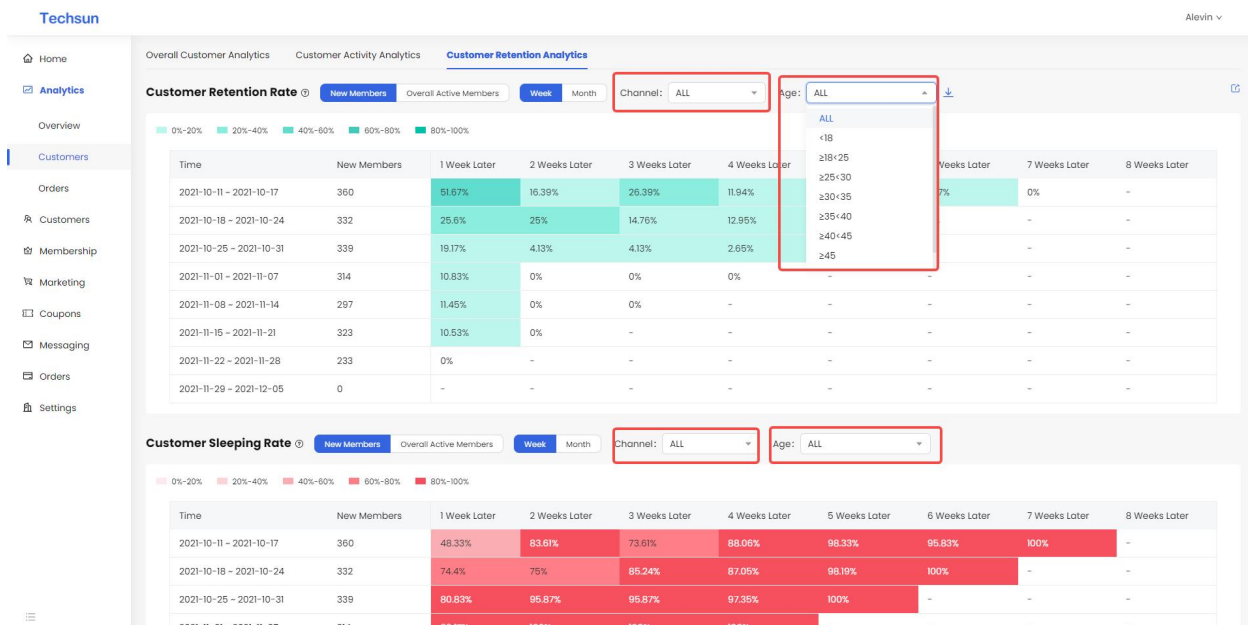 Techsun
Alevin
Home
Analytics
Overview
Customers
Orders
Customers
Membership
Marketing
Coupons
Messaging
Orders
Settings
Overall Customer Analytics Customer Activity Analytics Customer Retention Analytics
Customer Retention Rate New Members Overall Active Members Week Month Channel: ALL Age: ALL
ALL
<18
≥18<25
≥25<30
≥30<35
≥35<40
≥40<45
≥45
0%-20% 20%-40% 40%-60% 60%-80% 80%-100%
Time New Members 1 Week Later 2 Weeks Later 3 Weeks Later 4 Weeks Later Weeks Later 7 Weeks Later 8 Weeks Later
2021-10-11 ~ 2021-10-17 360 51.67% 16.39% 26.39% 11.94% 7% 0% -
2021-10-18 ~ 2021-10-24 332 25.6% 25% 14.76% 12.95% - -
2021-10-25 ~ 2021-10-31 339 19.17% 4.13% 4.13% 2.65% - - -
2021-11-01 ~ 2021-11-07 314 10.83% 0% 0% 0% - - - -
2021-11-08 ~ 2021-11-14 297 11.45% 0% 0% - - - - -
2021-11-15 ~ 2021-11-21 323 10.53% 0% - - - - - -
2021-11-22 ~ 2021-11-28 233 0% - - - - - - -
2021-11-29 ~ 2021-12-05 0 - - - - - - - -
Customer Sleeping Rate New Members Overall Active Members Week Month Channel: ALL Age: ALL
0%-20% 20%-40% 40%-60% 60%-80% 80%-100%
Time New Members 1 Week Later 2 Weeks Later 3 Weeks Later 4 Weeks Later 5 Weeks Later 6 Weeks Later 7 Weeks Later 8 Weeks Later
2021-10-11 ~ 2021-10-17 360 48.33% 83.61% 73.61% 88.06% 98.33% 95.83% 100% -
2021-10-18 ~ 2021-10-24 332 74.4% 75% 85.24% 87.05% 98.19% 100% - -
2021-10-25 ~ 2021-10-31 339 80.83% 95.87% 95.87% 97.35% 100% - - -